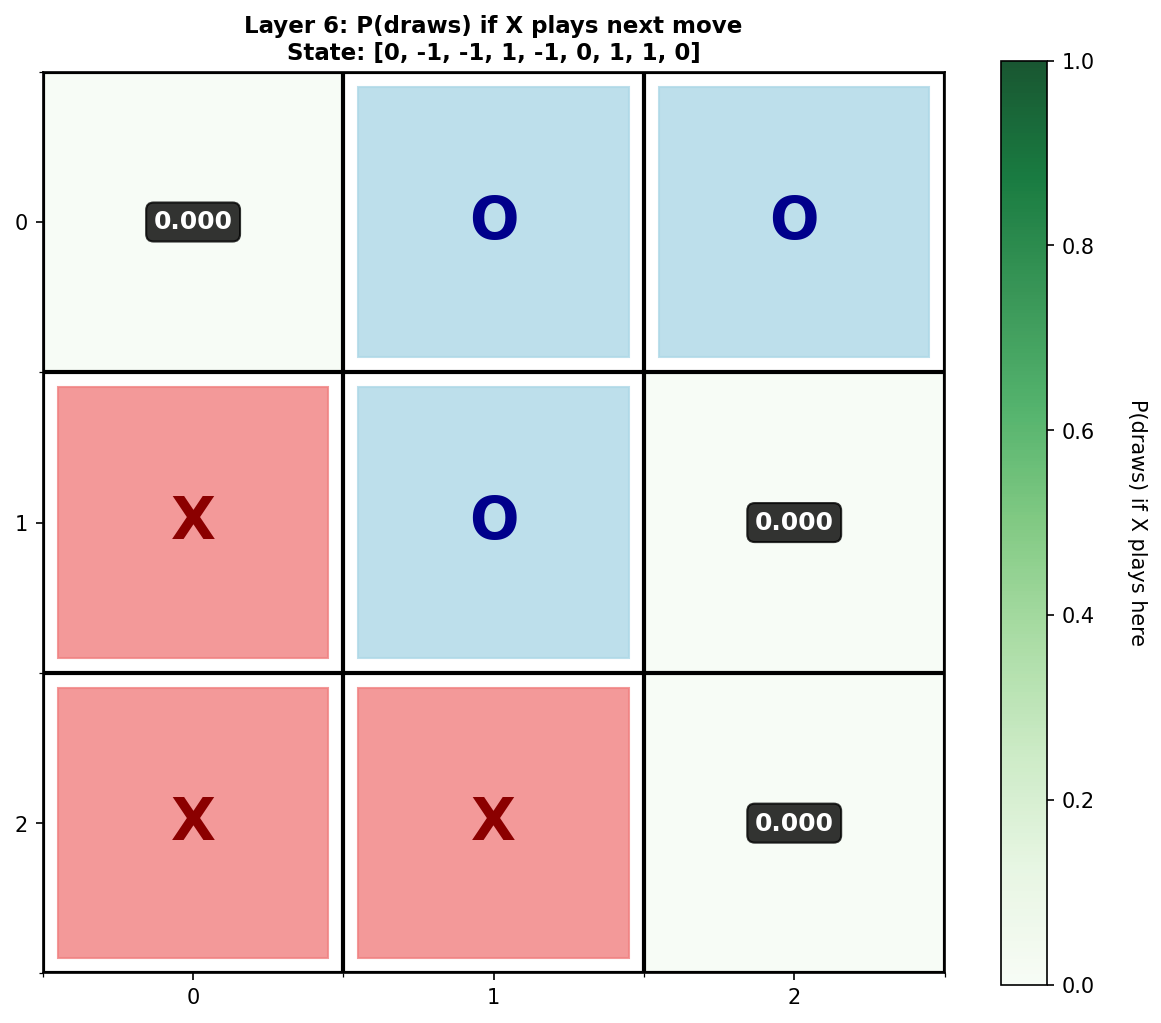 Layer 6: P(draws) if X plays next move
State: [0, -1, -1, 1, -1, 0, 1, 1, 0]
1.0
0.8
0.6
0.4
0.2
0.0
P(draws) if X plays here
0
0.000
O
O
1
X
O
0.000
2
X
X
0.000
0
1
2